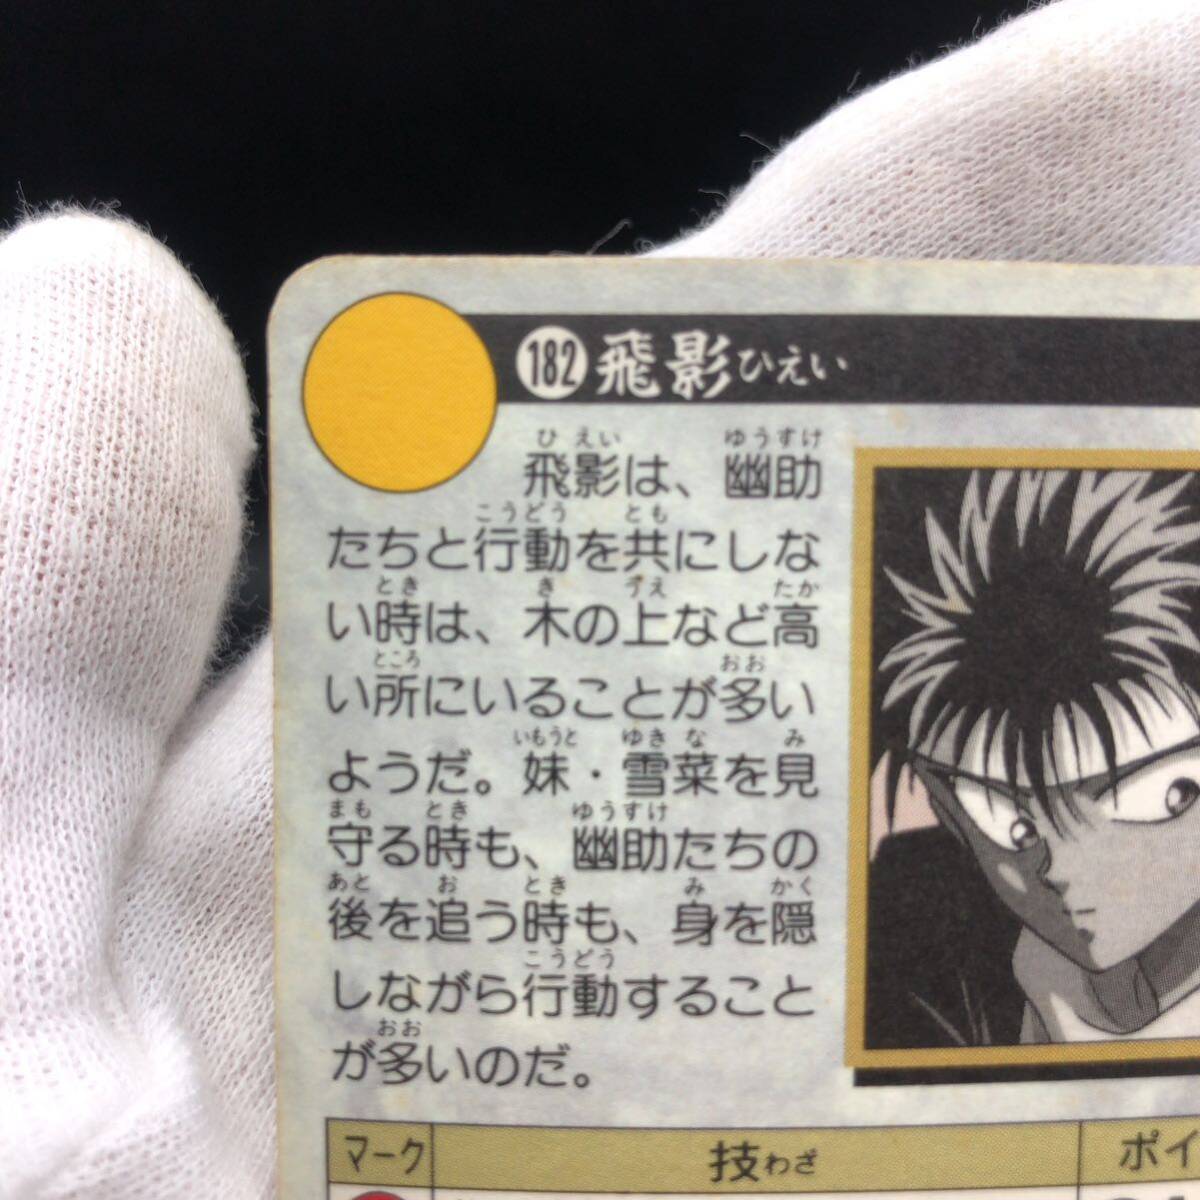 182 飛影ひえい
ひえい ゆうすけ
飛影は、幽助
こうどう とも
たちと行動を共にしな
とき き うえ たか
い時は、木の上など高
ところ おお
い所にいることが多い
いもうと ゆきな み
ようだ。妹・雪菜を見
まも とき ゆうすけ
守る時も、幽助たちの
あと お とき み かく
後を追う時も、身を隠
こうどう
しながら行動すること
おお
が多いのだ。
マーク 技わざ ポイ